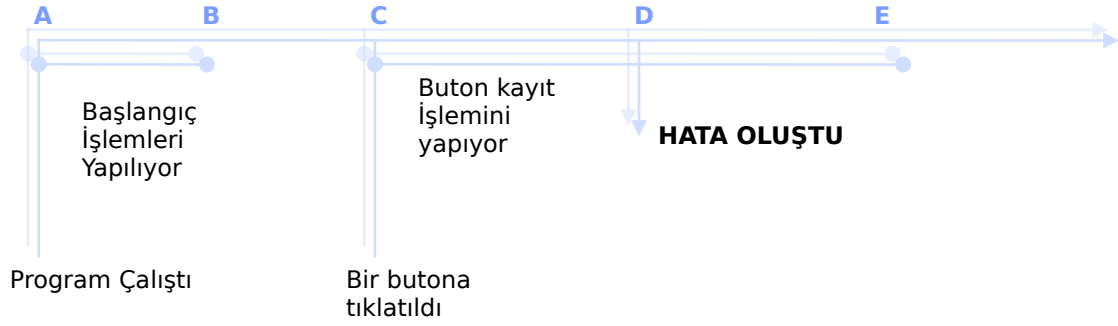 A
B
C
D
E
Başlangıç
İşlemleri
Yapılıyor
Buton kayıt
İşlemini
yapıyor
HATA OLUŞTU
Program Çalıştı
Bir butona
tıklatıldı